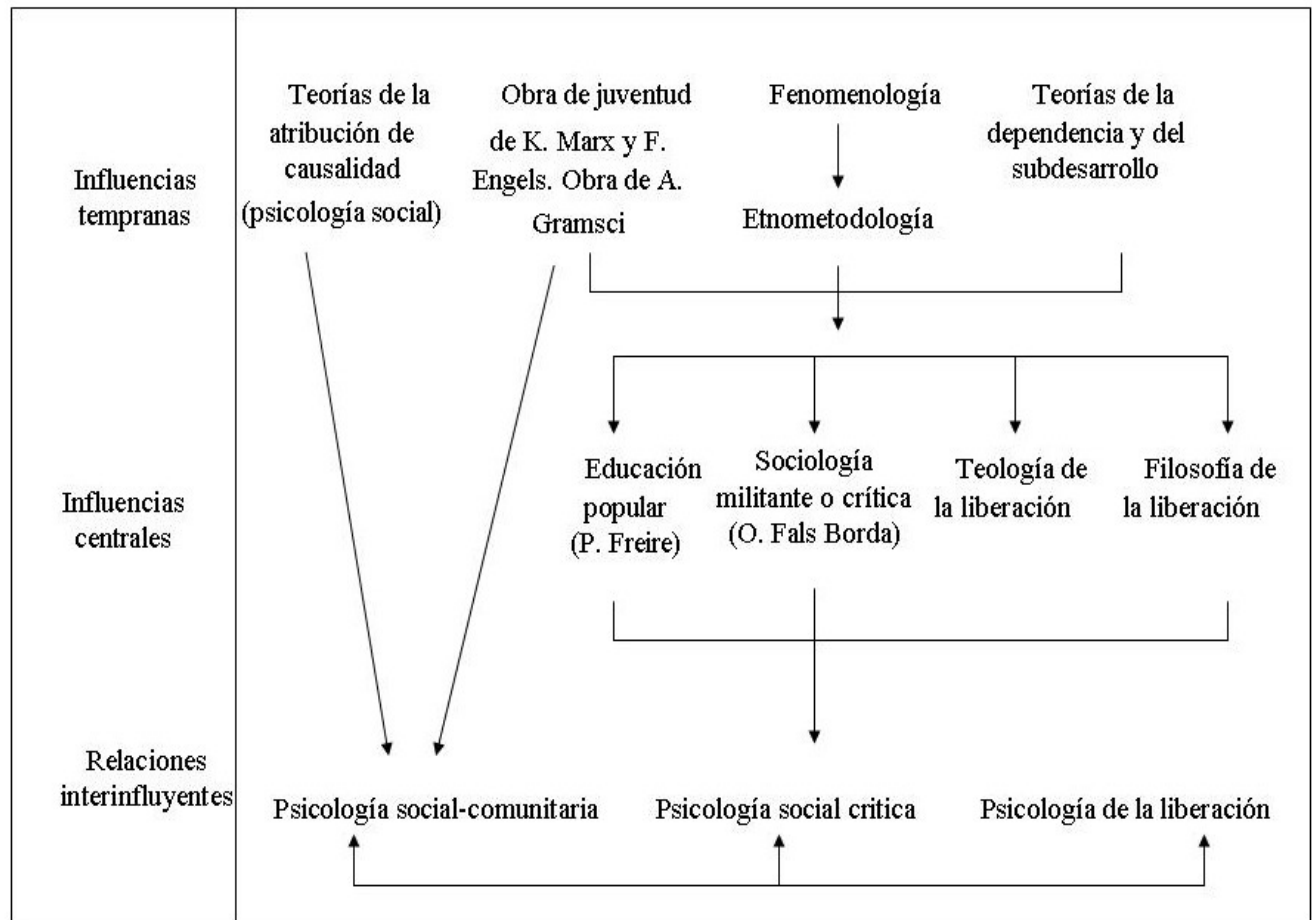 Influencias
tempranas
Teorías de la
atribución de
causalidad
(psicología social)
Obra de juventud
de K. Marx y F.
Engels. Obra de A.
Gramsci
Fenomenología
Etnometodología
Teorías de la
dependencia y del
subdesarrollo
Influencias
centrales
Educación
popular
(P. Freire)
Sociología
militante o crítica
(O. Fals Borda)
Teología de
la liberación
Filosofía de
la liberación
Relaciones
interinfluyentes
Psicología social-comunitaria
Psicología social critica
Psicología de la liberación